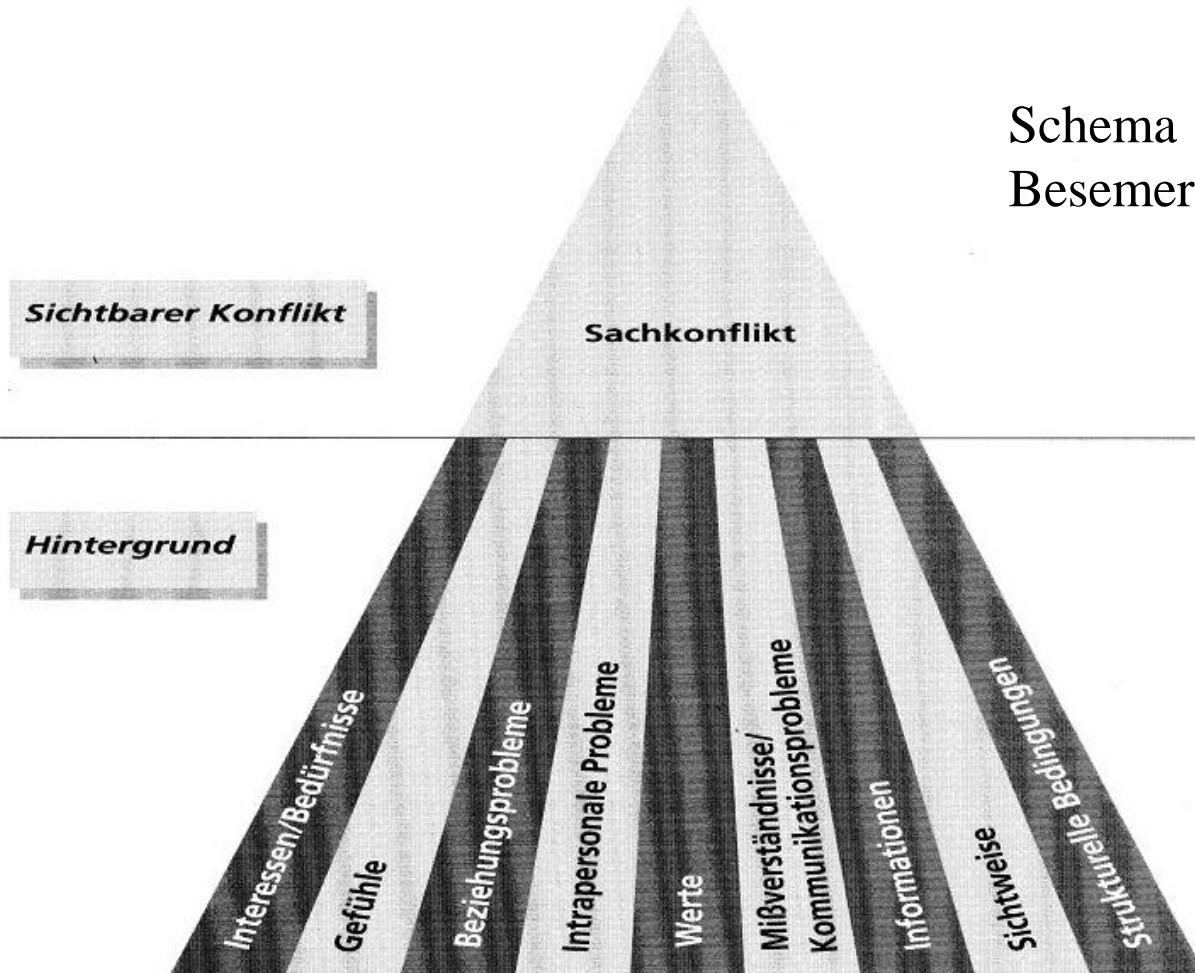 Schema
Besemer
Sichtbarer Konflikt
Sachkonflikt
Hintergrund
Interessen/Bedürfnisse
Gefühle
Beziehungsprobleme
Intrapersonale Probleme
Werte
Mißverständnisse/
Kommunikationsprobleme
Informationen
Sichtweise
Strukturelle Bedingungen